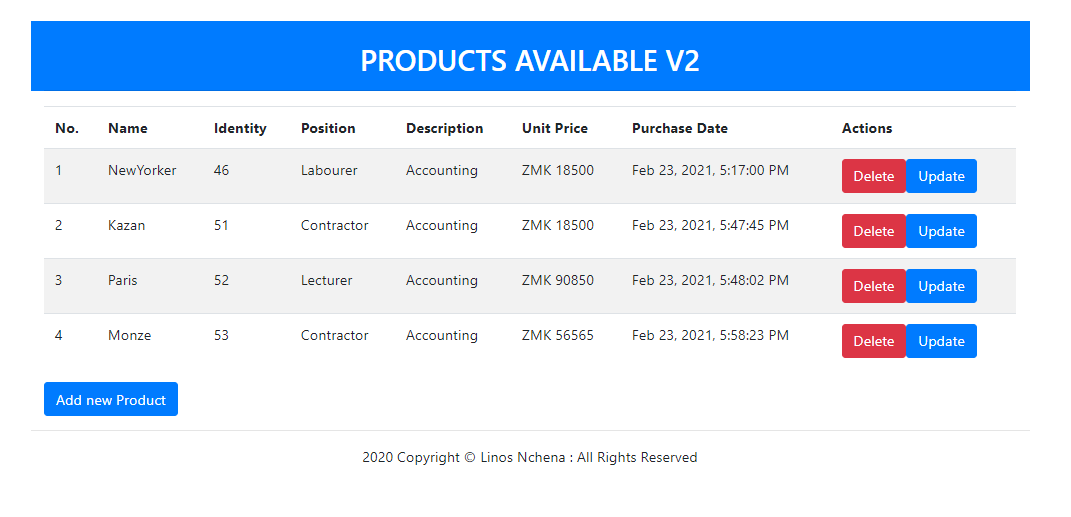 PRODUCTS AVAILABLE V2
No. Name Identity Position Description Unit Price Purchase Date Actions
1 NewYorker 46 Labourer Accounting ZMK 18500 Feb 23, 2021, 5:17:00 PM Delete Update
2 Kazan 51 Contractor Accounting ZMK 18500 Feb 23, 2021, 5:47:45 PM Delete Update
3 Paris 52 Lecturer Accounting ZMK 90850 Feb 23, 2021, 5:48:02 PM Delete Update
4 Monze 53 Contractor Accounting ZMK 56565 Feb 23, 2021, 5:58:23 PM Delete Update
Add new Product
2020 Copyright © Linos Nchena : All Rights Reserved